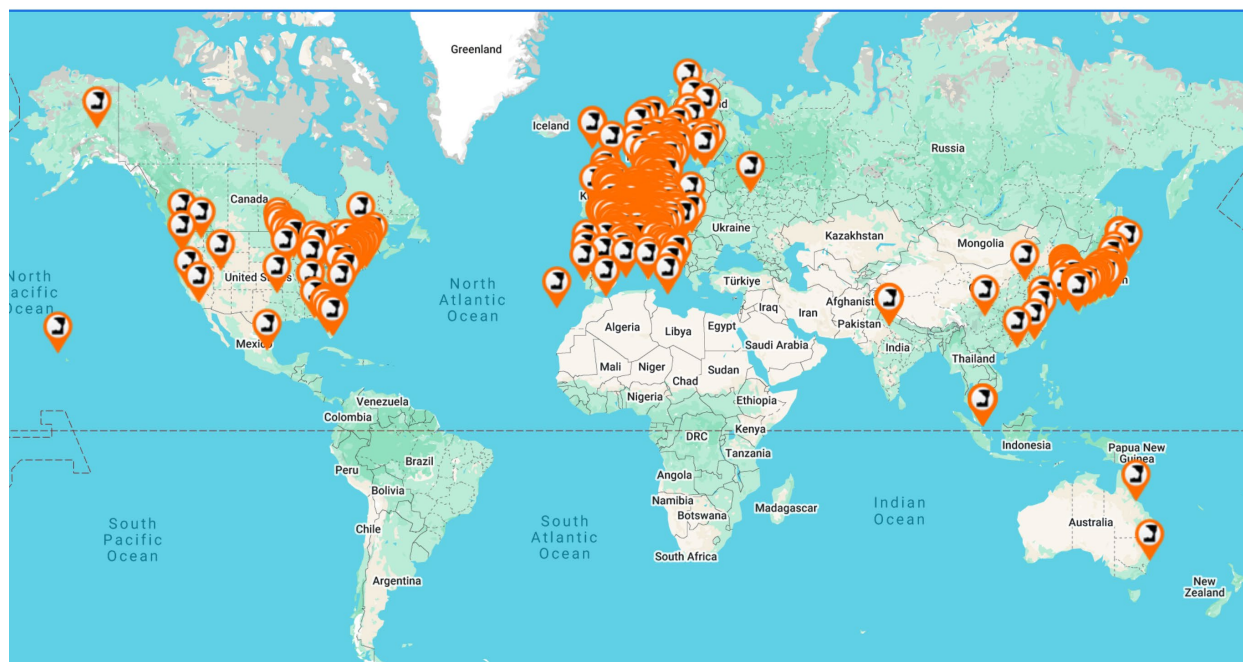 Greenland
Iceland
Russia
Canada
Ukraine
Kazakhstan
Mongolia
North
Pacific
Ocean
United States
North
Atlantic
Ocean
Türkiye
Iraq
Iran
Afghanistan
Pakistan
Algeria
Libya
Egypt
Saudi Arabia
India
Mexico
Mali
Niger
Chad
Sudan
Thailand
Nigeria
Ethiopia
Venezuela
Colombia
DRC
Kenya
Tanzania
Indonesia
Papua New
Guinea
Peru
Brazil
Bolivia
Angola
Namibia
Botswana
Madagascar
Indian
Ocean
Australia
South
Pacific
Ocean
Chile
South
Atlantic
Ocean
South Africa
Argentina
New
Zealand